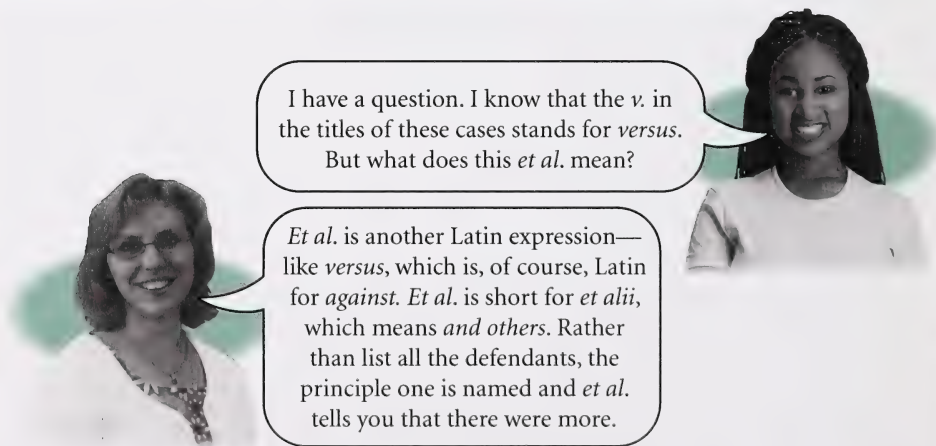 I have a question. I know that the v. in
the titles of these cases stands for versus.
But what does this et al. mean?
Et al. is another Latin expression—
like versus, which is, of course, Latin
for against. Et al. is short for et alii,
which means and others. Rather
than list all the defendants, the
principle one is named and et al.
tells you that there were more.